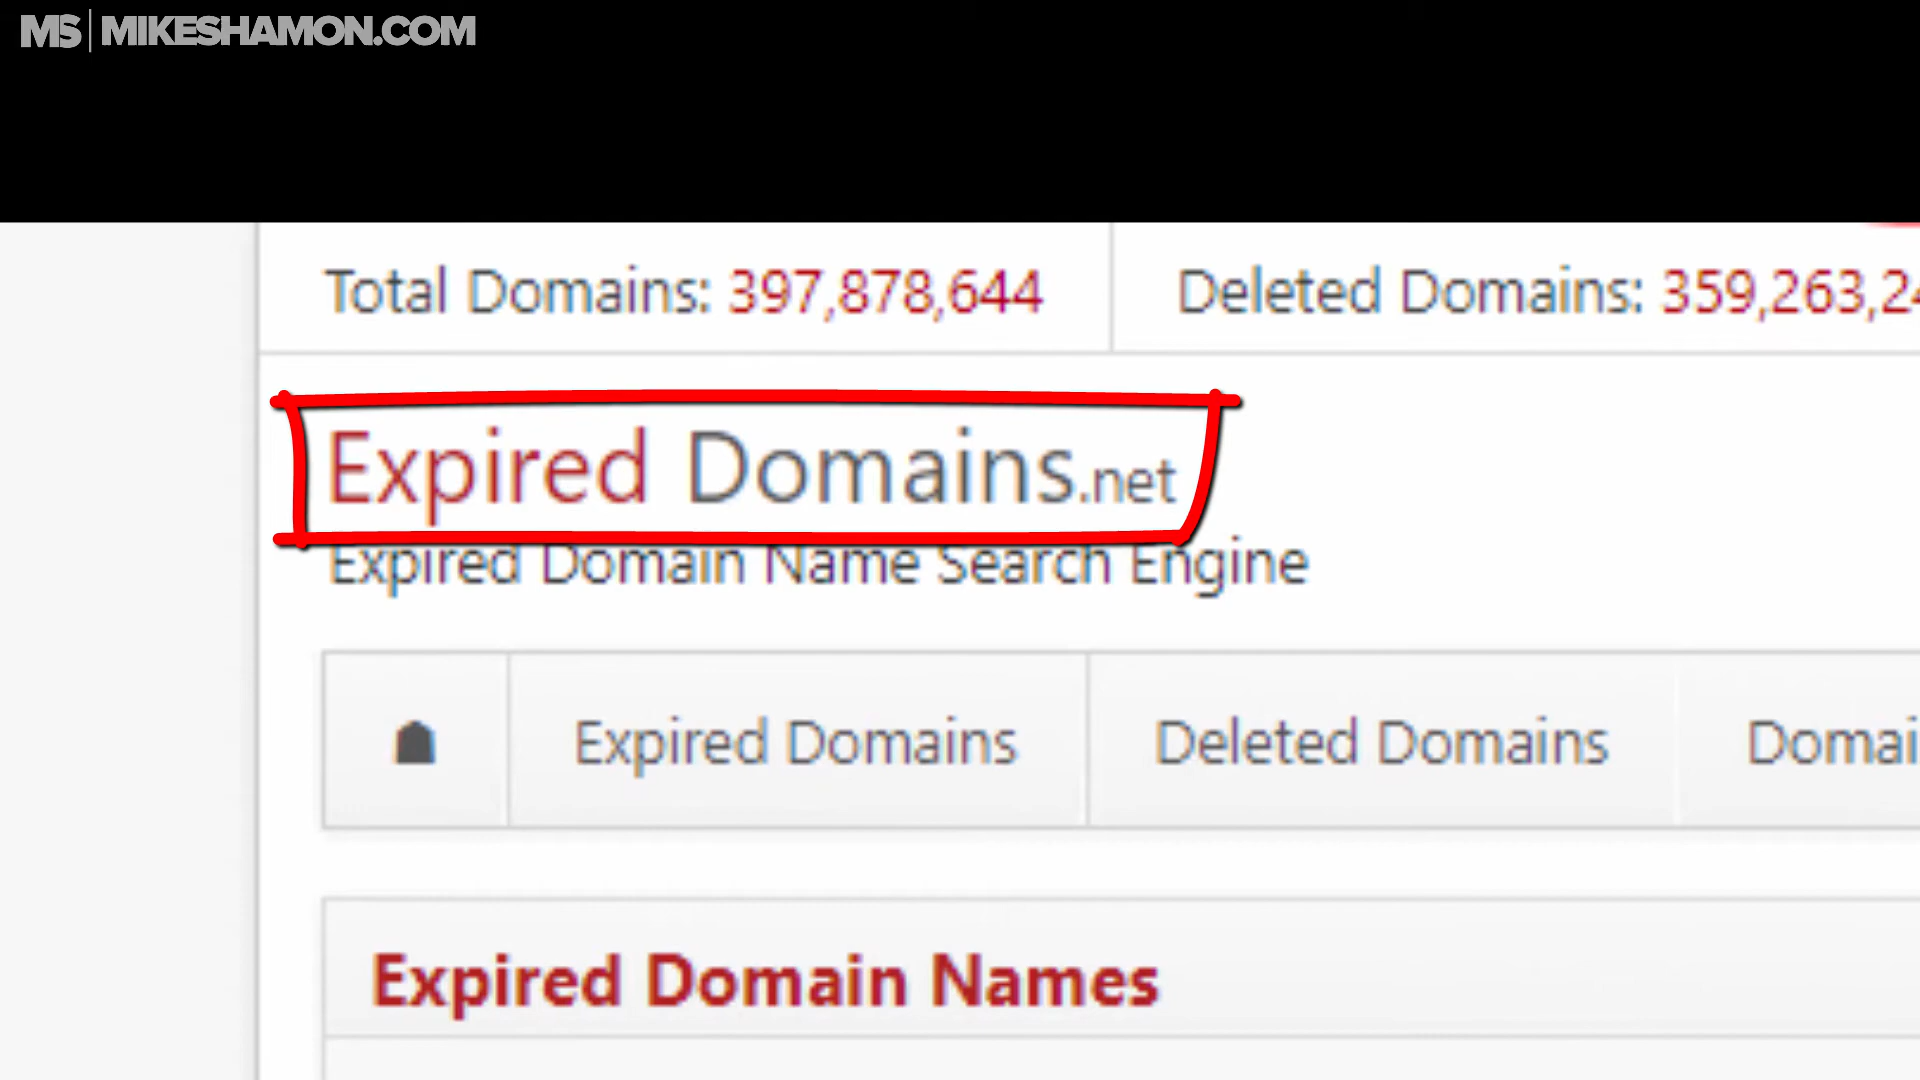 MS | MIKESHAMON.COM
Total Domains: 397,878,644
Deleted Domains: 359,263,24
Expired Domains.net
Expired Domain Name Search Engine
Expired Domains
Deleted Domains
Domai
Expired Domain Names